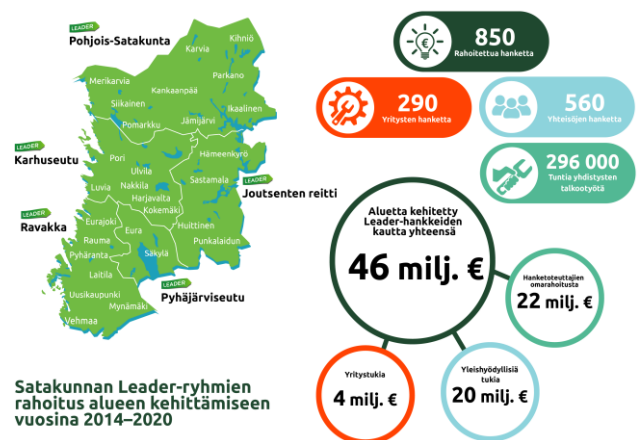 LEADER
Pohjois-Satakunta
Kihniö
Karvia
Parkano
Merikarvia
Kankaanpää
Siikainen
Ikaalinen
Pomarkku
Jämijärvi
LEADER
Karhuseutu
Pori
Hämeenkyrö
Ulvila
Luvia
Nakkila
Sastamala
Harjavalta
Kokemäki
LEADER
Joutsenten reitti
LEADER
Ravakka
Eurajoki
Eura
Huittinen
Rauma
Punkalaidun
Pyhäranta
Säkylä
Laitila
Pyhäjärviseutu
LEADER
Uusikaupunki
Mynämäki
Vehmaa
Satakunnan Leader-ryhmien
rahoitus alueen kehittämiseen
vuosina 2014–2020
€
850
Rahoitettua hanketta
290
Yritysten hanketta
560
Yhteisöjen hanketta
296 000
Tuntia yhdistysten
talkootyötä
Aluetta kehitetty
Leader-hankkeiden
kautta yhteensä
46 milj. €
Hanketoteuttajien
omarahoitusta
22 milj. €
Yleishyödyllisiä
tukia
20 milj. €
Yritystukia
4 milj. €